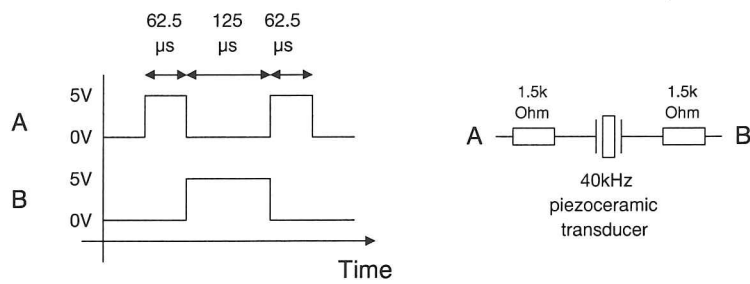 62.5 125 62.5
µs µs µs
A
5V
0V
B
5V
0V
Time
1.5k 1.5k
Ohm Ohm
A B
40kHz
piezoceramic
transducer